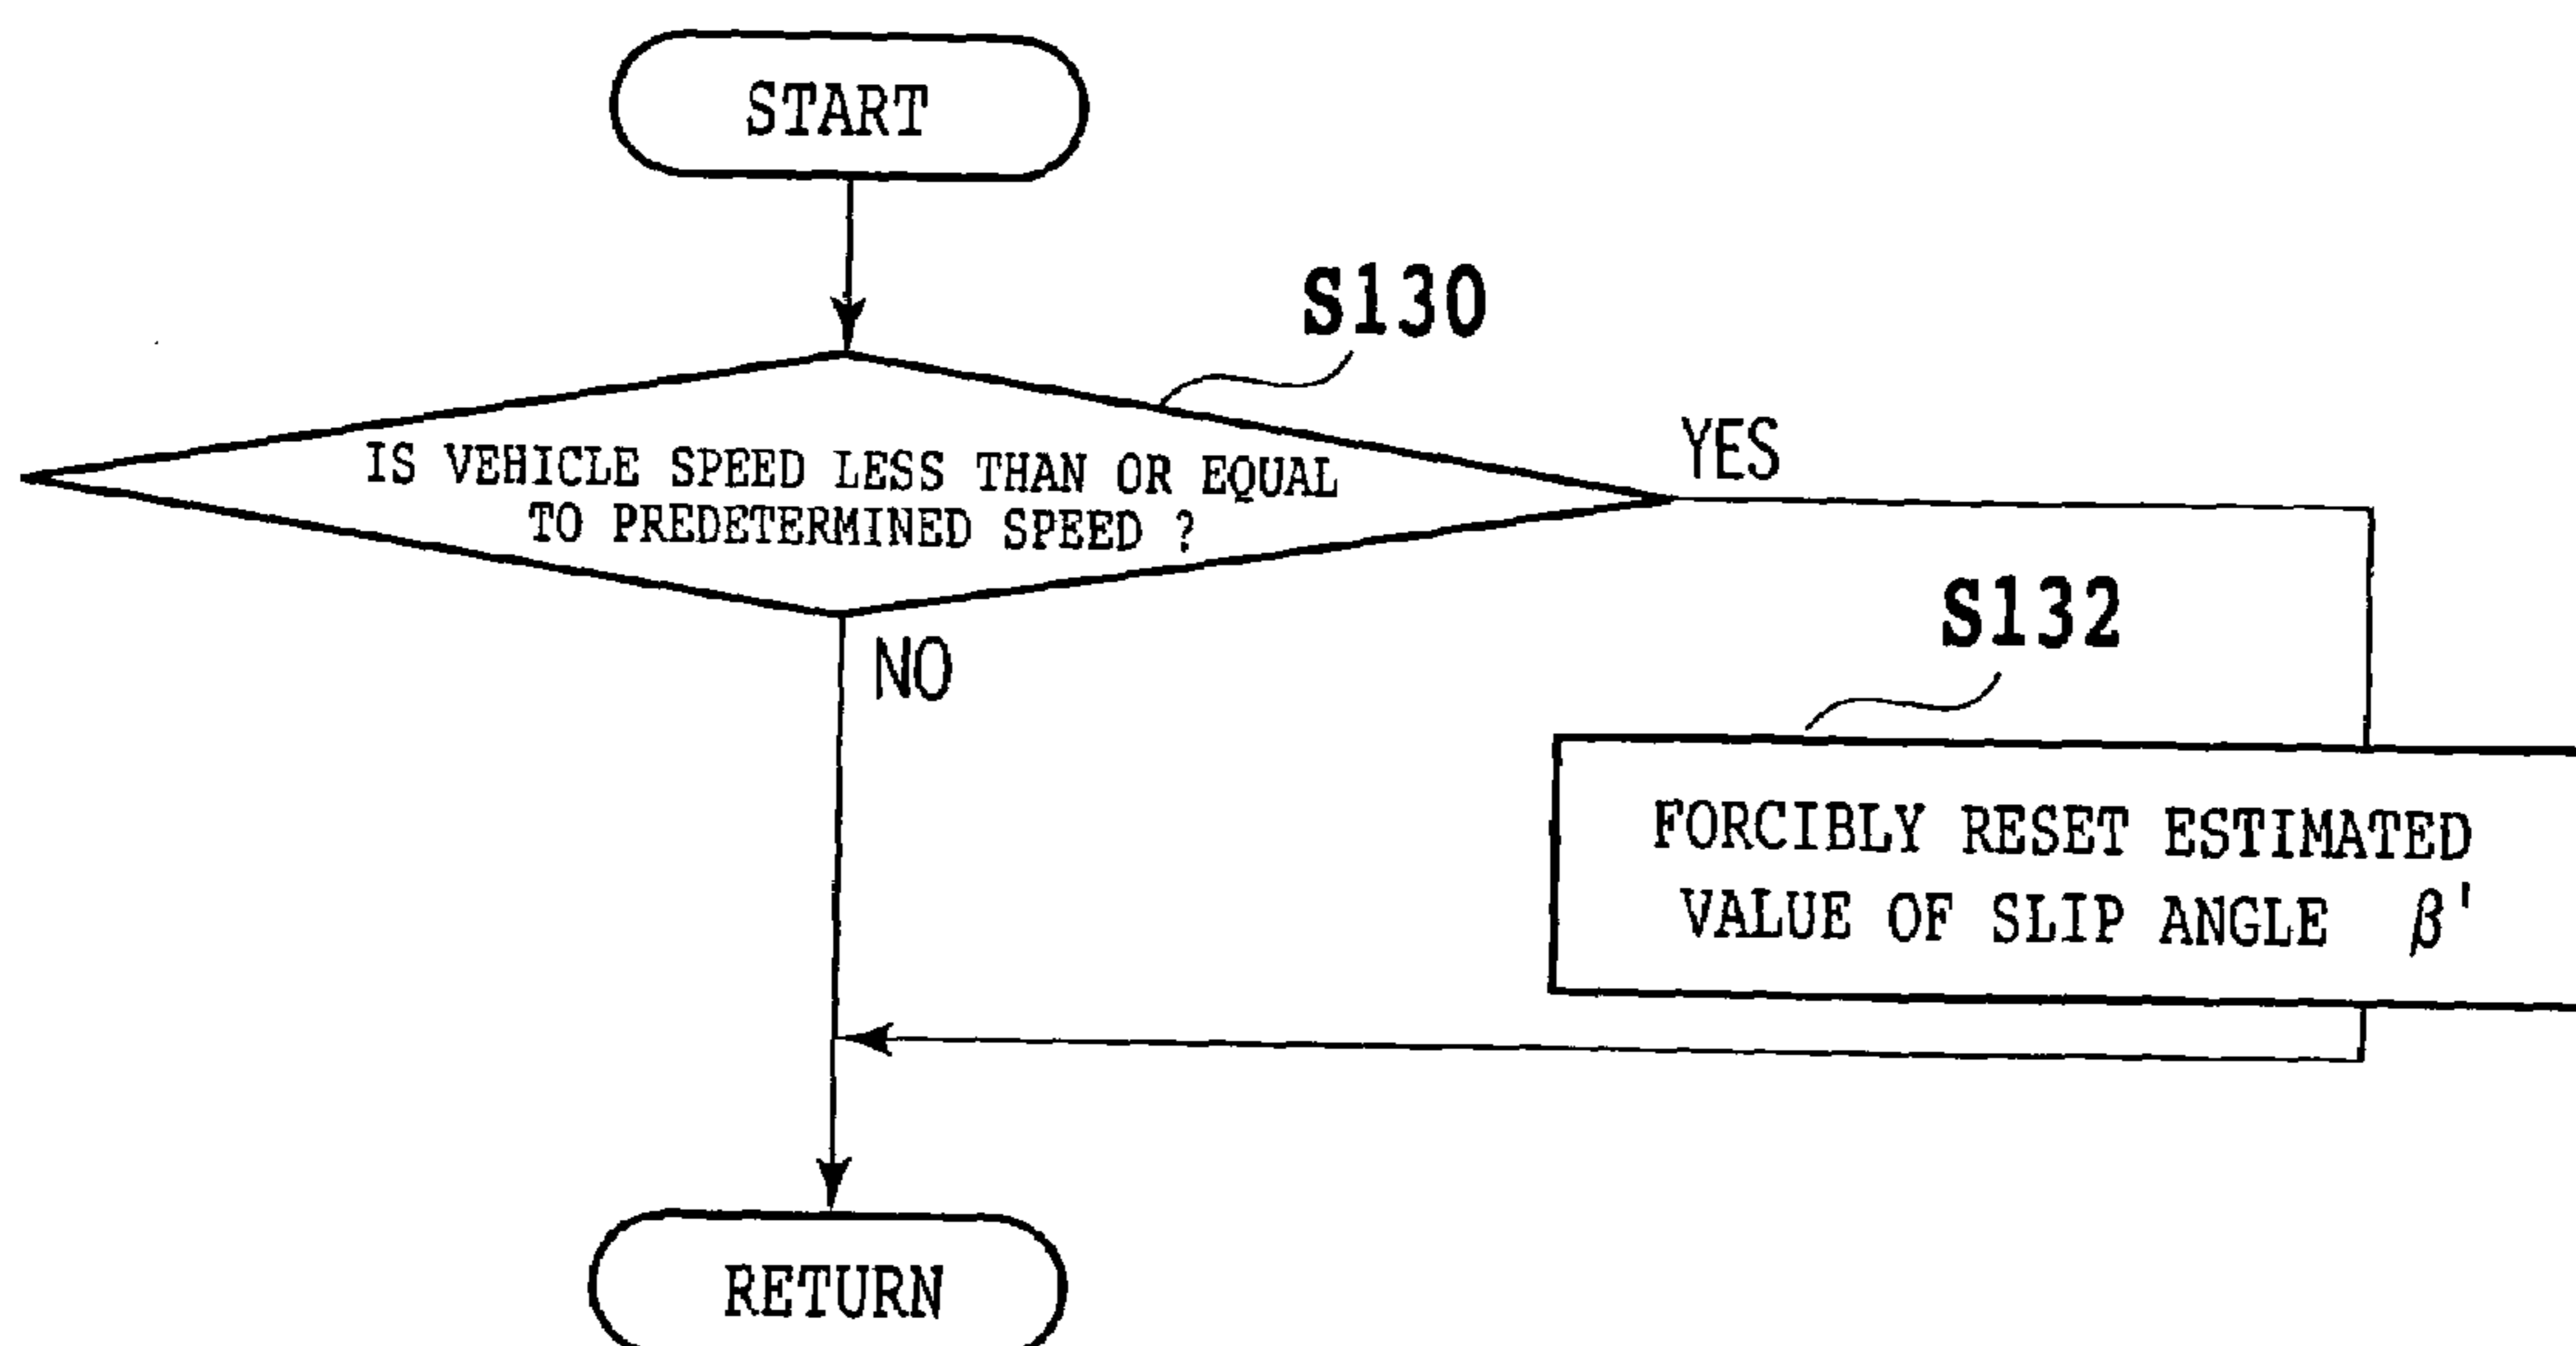 START
S130
IS VEHICLE SPEED LESS THAN OR EQUAL
TO PREDETERMINED SPEED ?
YES
NO
S132
FORCIBLY RESET ESTIMATED
VALUE OF SLIP ANGLE β'
RETURN